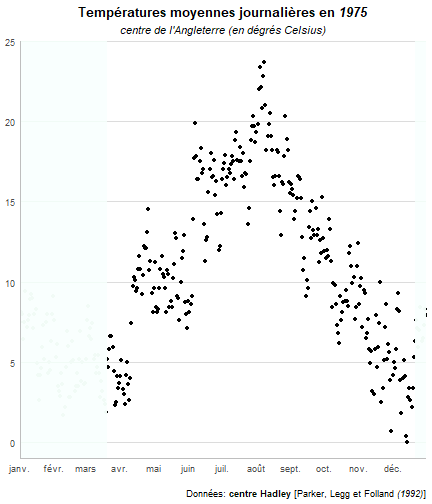 Températures moyennes journalières en 1975
centre de l'Angleterre (en dégrés Celsius)
25
20
15
10
5
0
janv. févr. mars avr. mai juin juil. août sept. oct. nov. déc.
Données: centre Hadley [Parker, Legg et Folland (1992)]